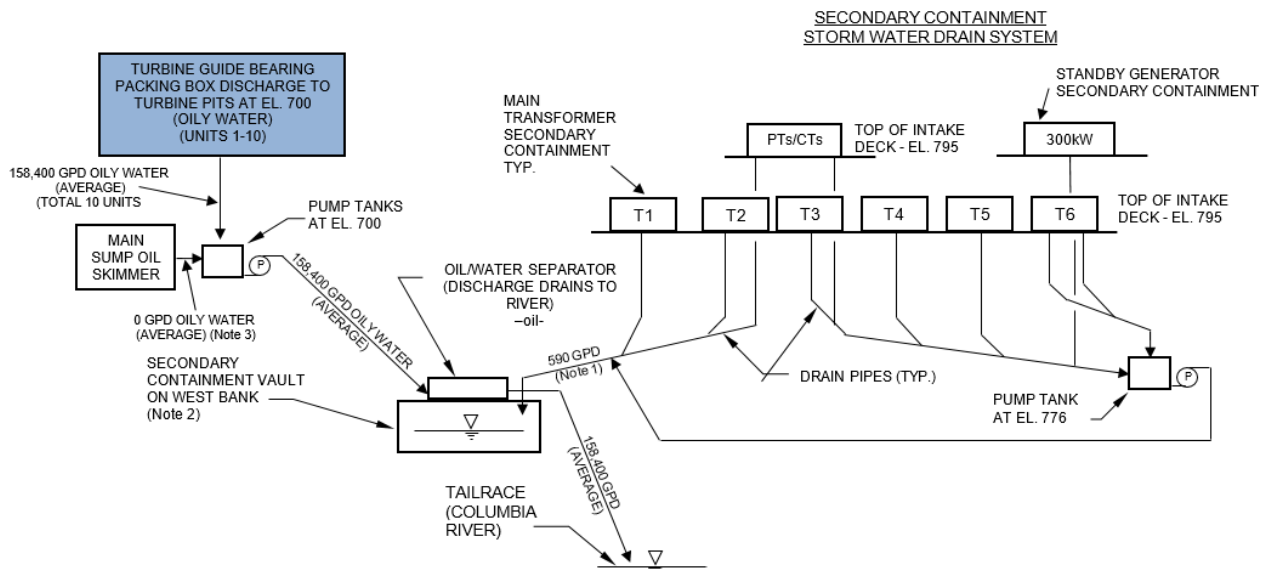 SECONDARY CONTAINMENT
STORM WATER DRAIN SYSTEM
TURBINE GUIDE BEARING
PACKING BOX DISCHARGE TO
TURBINE PITS AT EL. 700
(OILY WATER)
(UNITS 1-10)
MAIN
TRANSFORMER
SECONDARY
CONTAINMENT
TYP.
PTs/CTs
TOP OF INTAKE
DECK - EL. 795
STANDBY GENERATOR
SECONDARY CONTAINMENT
300kW
158,400 GPD OILY WATER
(AVERAGE)
(TOTAL 10 UNITS
PUMP TANKS
AT EL. 700
T1
T2
T3
T4
T5
T6
TOP OF INTAKE
DECK - EL. 795
MAIN
SUMP OIL
SKIMMER
P
0 GPD OILY WATER
(AVERAGE) (Note 3)
158,400 GPD OILY WATER
(AVERAGE)
OIL/WATER SEPARATOR
(DISCHARGE DRAINS TO
RIVER)
–oil-
SECONDARY
CONTAINMENT VAULT
ON WEST BANK
(Note 2)
590 GPD
(Note 1)
DRAIN PIPES (TYP.)
P
PUMP TANK
AT EL. 776
158,400 GPD
(AVERAGE)
TAILRACE
(COLUMBIA
RIVER)